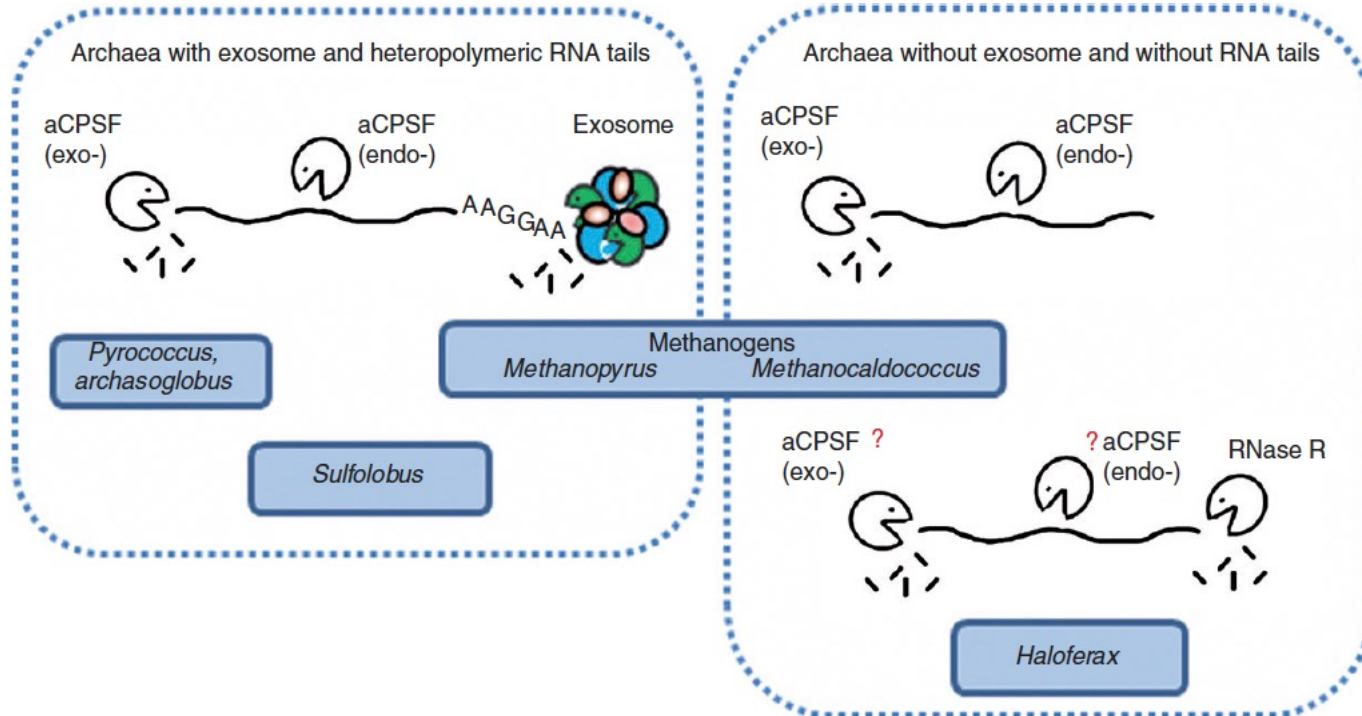 Archaea with exosome and heteropolymeric RNA tails
aCPSF
(exo-)
aCPSF
(endo-)
Exosome
AAGGAA
Pyrococcus,
archasoglobus
Sulfolobus
Methanogens
Methanopyrus Methanocaldococcus
Archaea without exosome and without RNA tails
aCPSF
(exo-)
aCPSF
(endo-)
aCPSF ?
(exo-)
? aCPSF
(endo-)
RNase R
Haloferax